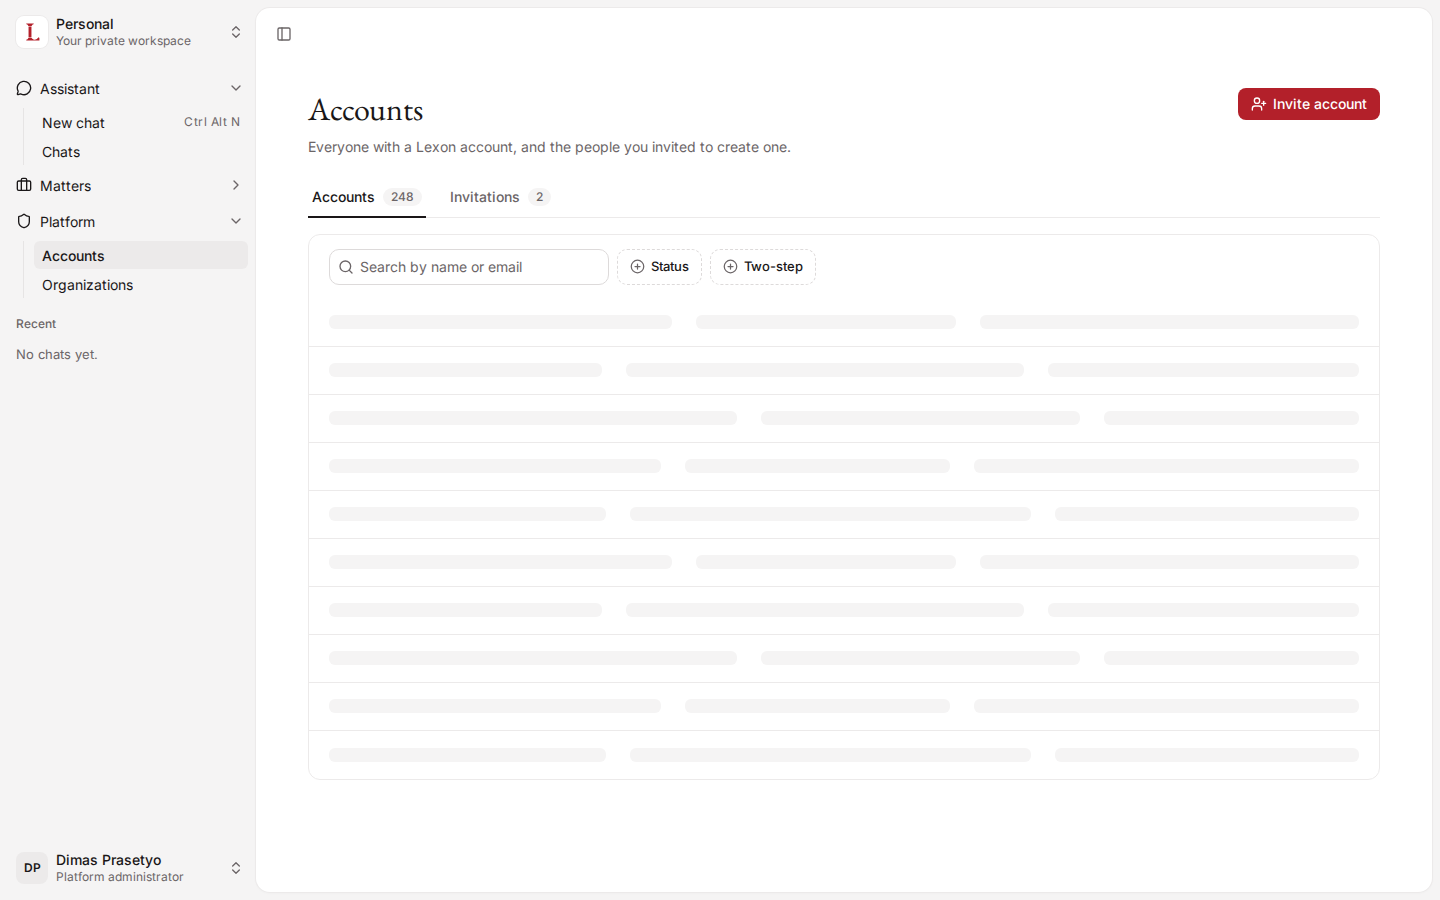 L
Personal
Your private workspace
Assistant
New chat
Ctrl Alt N
Chats
Matters
Platform
Accounts
Organizations
Recent
No chats yet.
DP
Dimas Prasetyo
Platform administrator
Accounts
Invite account
Everyone with a Lexon account, and the people you invited to create one.
Accounts 248
Invitations 2
Search by name or email
Status
Two-step